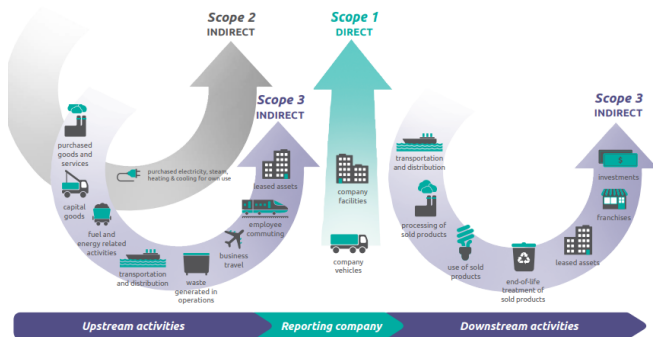 Scope 2
INDIRECT
Scope 1
DIRECT
Scope 3
INDIRECT
Scope 3
INDIRECT
purchased
goods and
services
capital
goods
fuel and
energy related
activities
purchased electricity, steam,
heating & cooling for own use
transportation
and distribution
waste
generated in
operations
business
travel
employee
commuting
leased assets
company
facilities
company
vehicles
transportation
and distribution
processing of
sold products
use of sold
products
end-of-life
treatment of
sold products
leased assets
franchises
investments
$
Upstream activities
Reporting company
Downstream activities